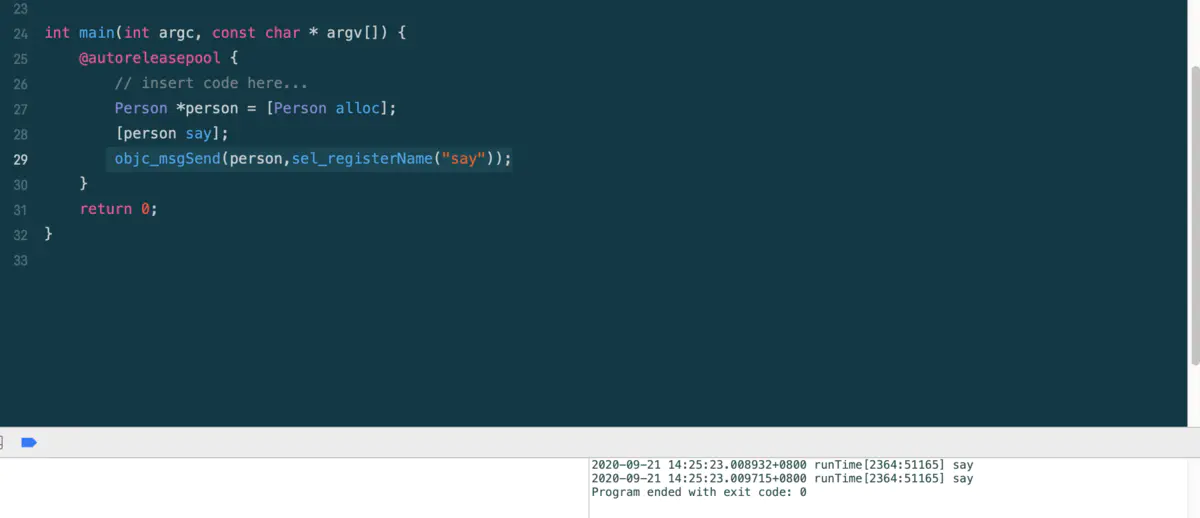 23
24 int main(int argc, const char * argv[]) {
25     @autoreleasepool {
26         // insert code here...
27         Person *person = [Person alloc];
28         [person say];
29         objc_msgSend(person,sel_registerName("say"));
30     }
31     return 0;
32 }
33
2020-09-21 14:25:23.008932+0800 runTime[2364:51165] say
2020-09-21 14:25:23.009715+0800 runTime[2364:51165] say
Program ended with exit code: 0